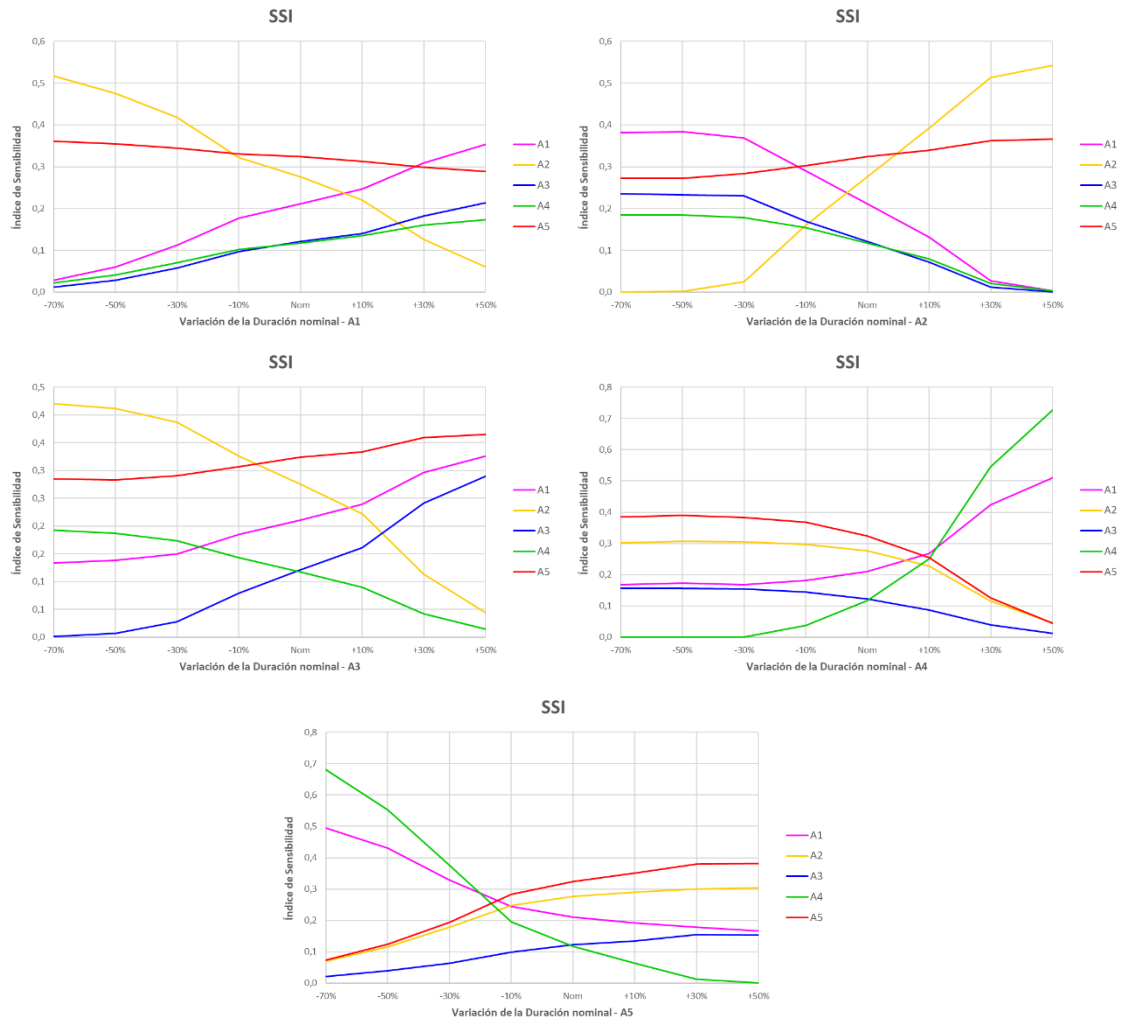 SSI
0,6
0,5
0,4
0,3
0,2
0,1
0,0
Índice de Sensibilidad
-70% -50% -30% -10% Nom +10% +30% +50%
Variación de la Duración nominal - A1
A1
A2
A3
A4
A5
SSI
0,6
0,5
0,4
0,3
0,2
0,1
0,0
Índice de Sensibilidad
-70% -50% -30% -10% Nom +10% +30% +50%
Variación de la Duración nominal - A2
A1
A2
A3
A4
A5
SSI
0,5
0,4
0,4
0,3
0,3
0,2
0,2
0,1
0,1
0,0
Índice de Sensibilidad
-70% -50% -30% -10% Nom +10% +30% +50%
Variación de la Duración nominal - A3
A1
A2
A3
A4
A5
SSI
0,8
0,7
0,6
0,5
0,4
0,3
0,2
0,1
0,0
Índice de Sensibilidad
-70% -50% -30% -10% Nom +10% +30% +50%
Variación de la Duración nominal - A4
A1
A2
A3
A4
A5
SSI
0,8
0,7
0,6
0,5
0,4
0,3
0,2
0,1
0,0
Índice de Sensibilidad
-70% -50% -30% -10% Nom +10% +30% +50%
Variación de la Duración nominal - A5
A1
A2
A3
A4
A5